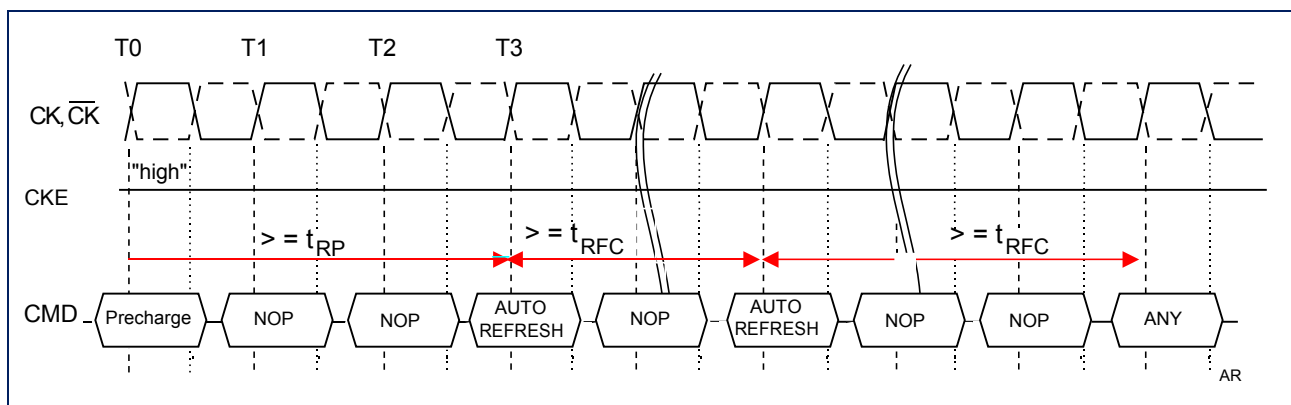 T0 T1 T2 T3
CK, C̅K̅
"high"
CKE
> = tRP > = tRFC > = tRFC
CMD Precharge NOP NOP AUTO REFRESH NOP AUTO REFRESH NOP NOP ANY
AR